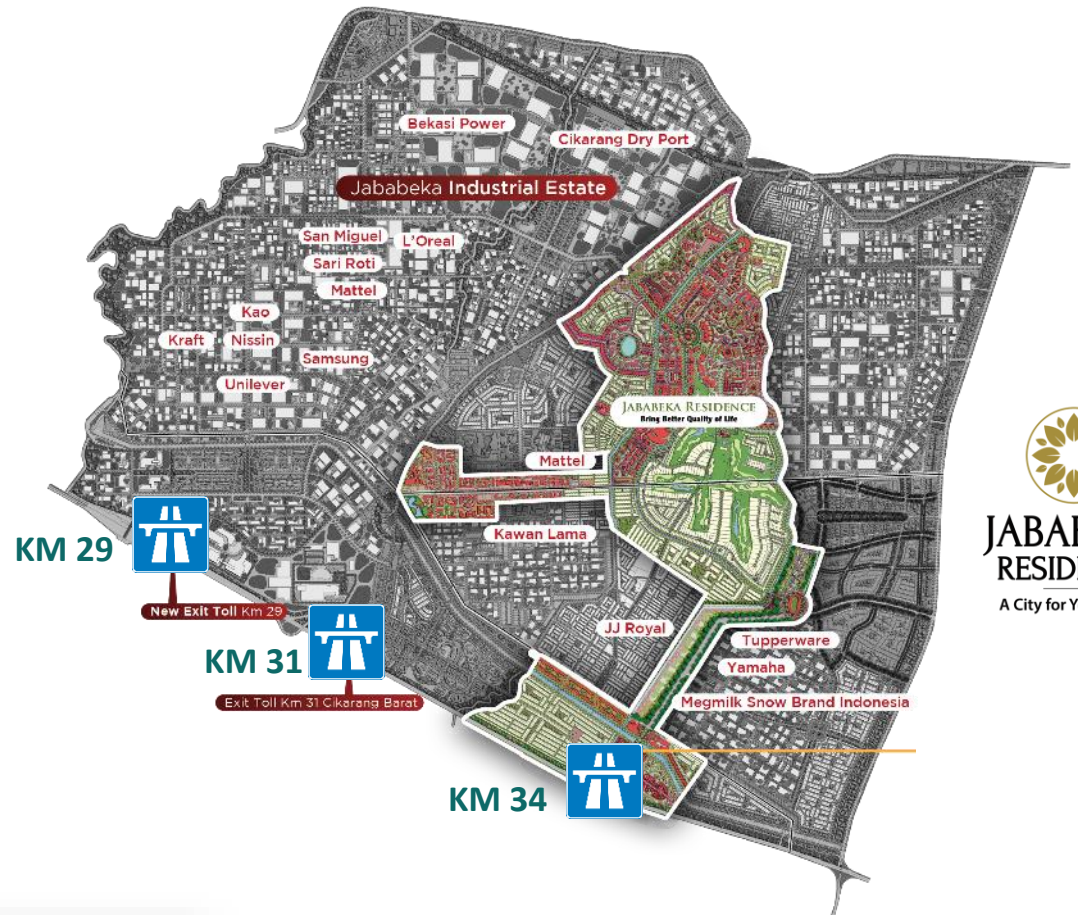 Bekasi Power
Cikarang Dry Port
Jababeka Industrial Estate
San Miguel
L'Oreal
Sari Roti
Mattel
Kao
Kraft
Nissin
Samsung
Unilever
JABABEKA RESIDENCE
Bring Better Quality of Life
Mattel
Kawan Lama
KM 29
New Exit Toll Km 29
JJ Royal
Tupperware
KM 31
Yamaha
Exit Toll Km 31 Cikarang Barat
Megmilk Snow Brand Indonesia
KM 34
A City for